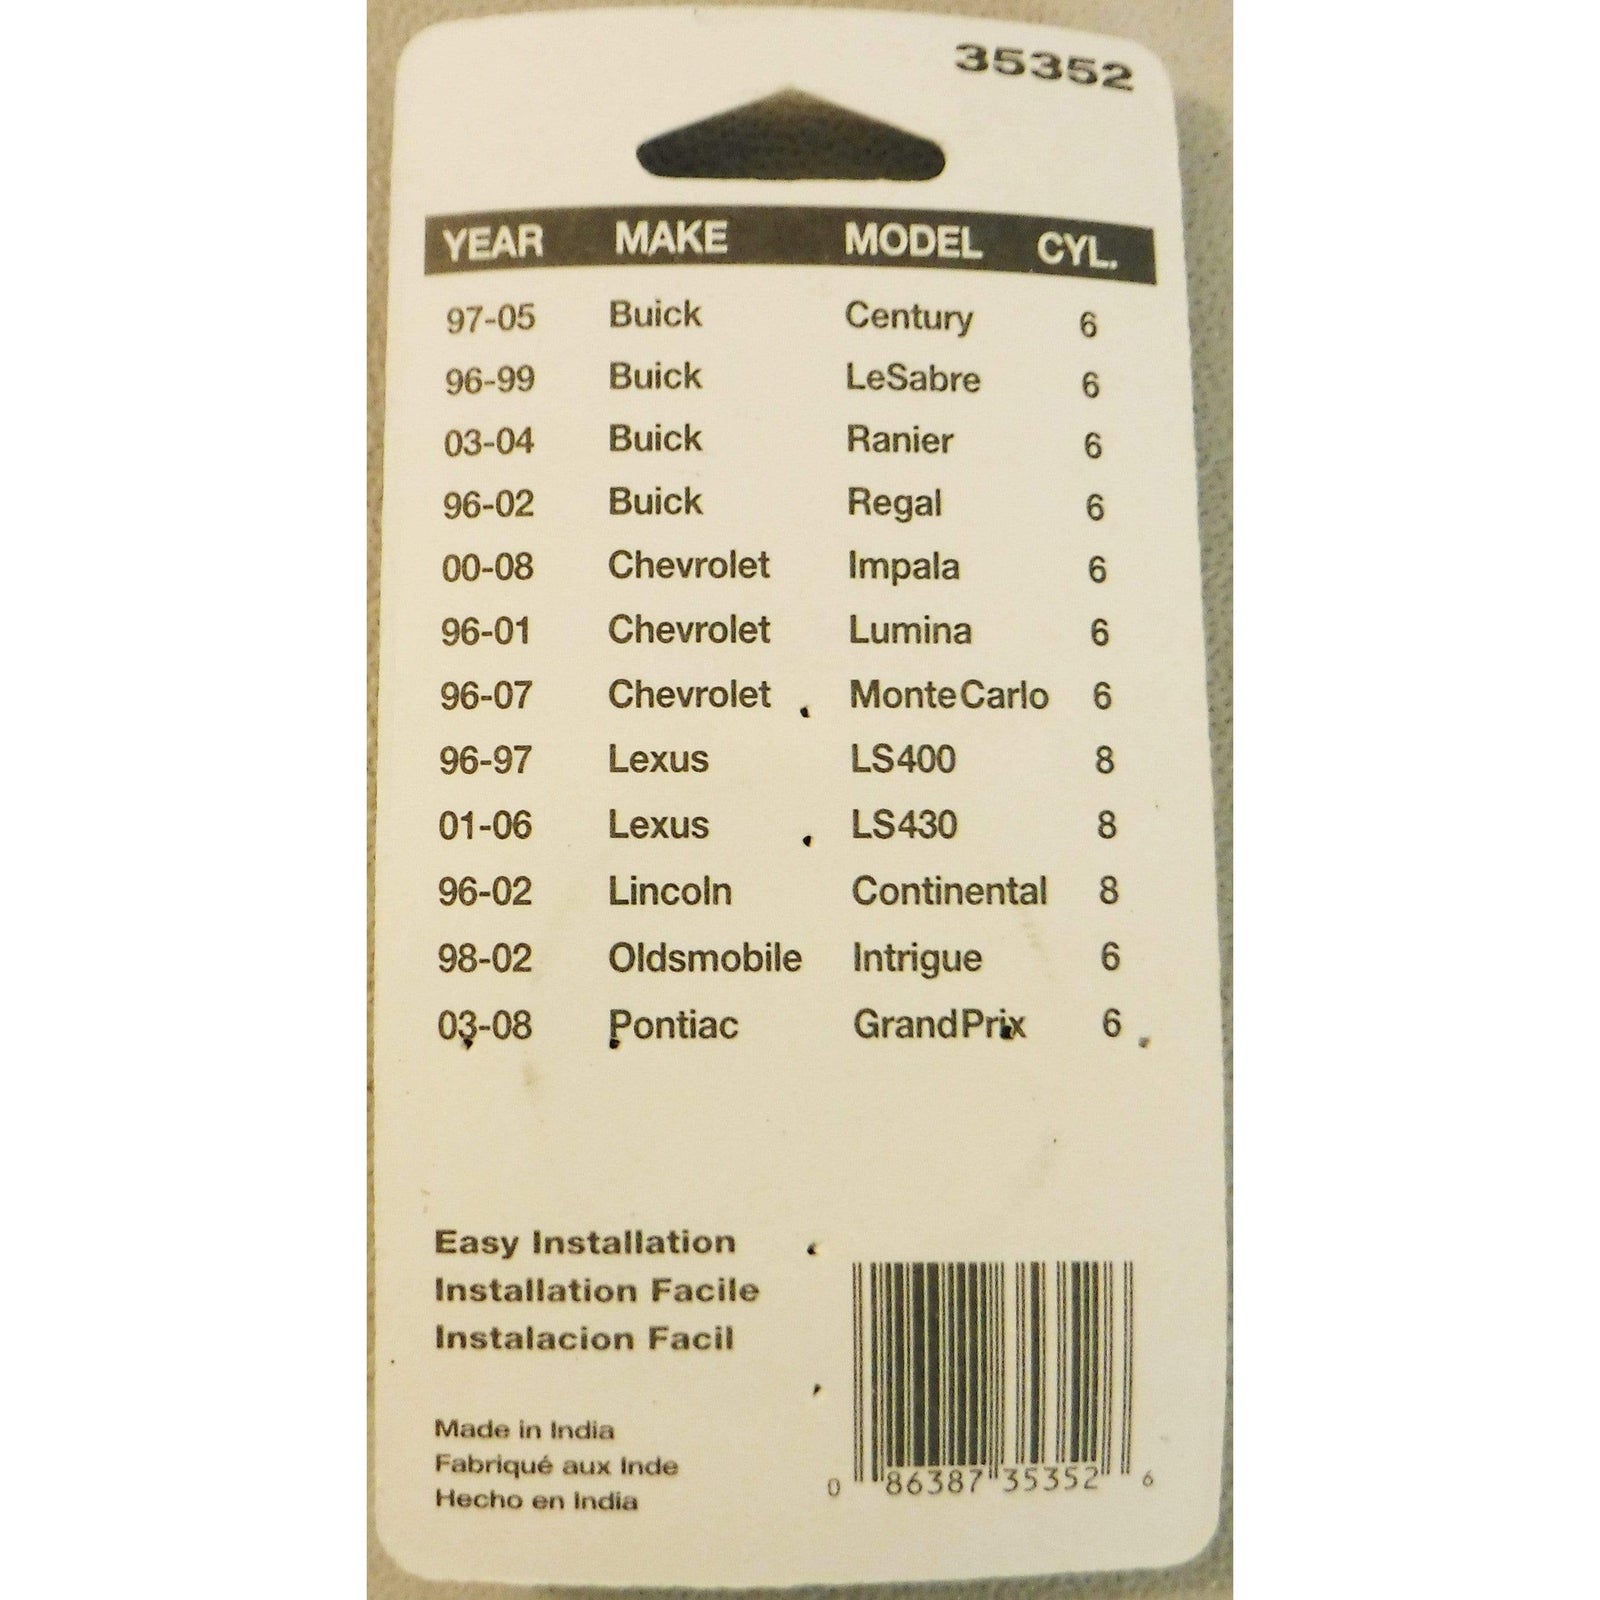 35352
YEAR MAKE MODEL CYL.
97-05 Buick Century 6
96-99 Buick LeSabre 6
03-04 Buick Ranier 6
96-02 Buick Regal 6
00-08 Chevrolet Impala 6
96-01 Chevrolet Lumina 6
96-07 Chevrolet Monte Carlo 6
96-97 Lexus LS400 8
01-06 Lexus LS430 8
96-02 Lincoln Continental 8
98-02 Oldsmobile Intrigue 6
03-08 Pontiac Grand Prix 6
Easy Installation
Installation Facile
Instalacion Facil
Made in India
Fabriqué aux Inde
Hecho en India
0 86387 35352 6